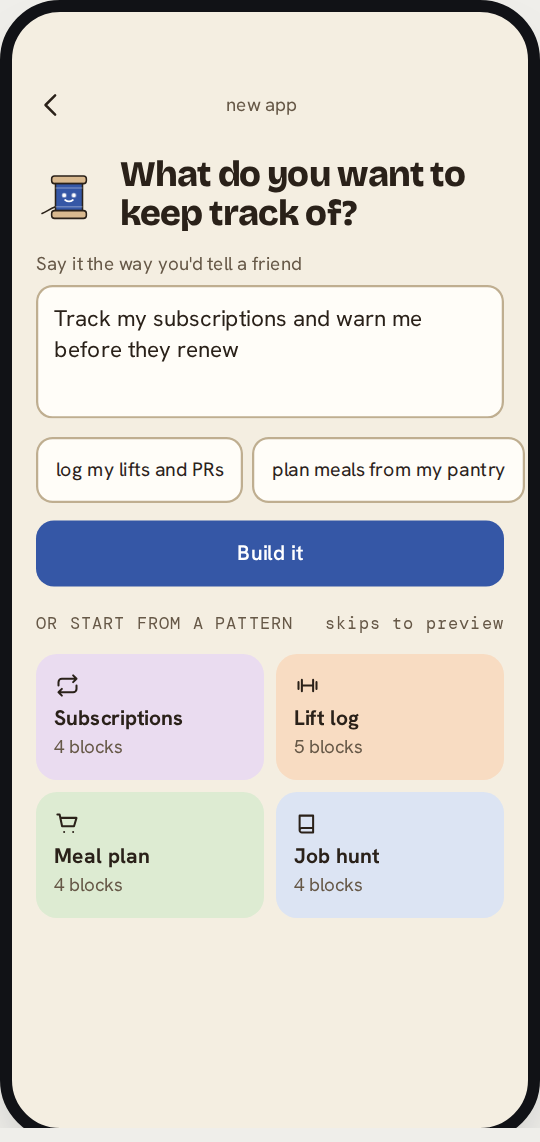 new app
What do you want to
keep track of?
Say it the way you'd tell a friend
Track my subscriptions and warn me
before they renew
log my lifts and PRs
plan meals from my pantry
Build it
OR START FROM A PATTERN
skips to preview
Subscriptions
4 blocks
Lift log
5 blocks
Meal plan
4 blocks
Job hunt
4 blocks